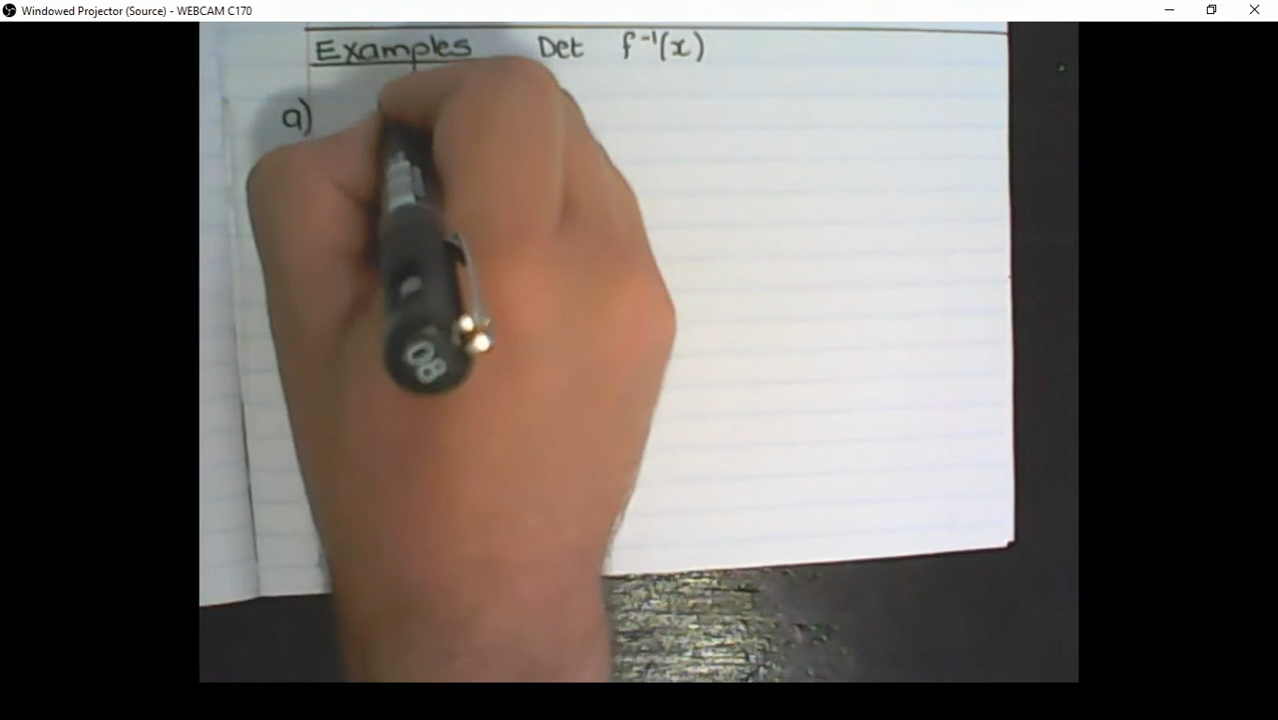 Windowed Projector (Source) - WEBCAM C170
Examples Det f⁻¹(x)
a)
08